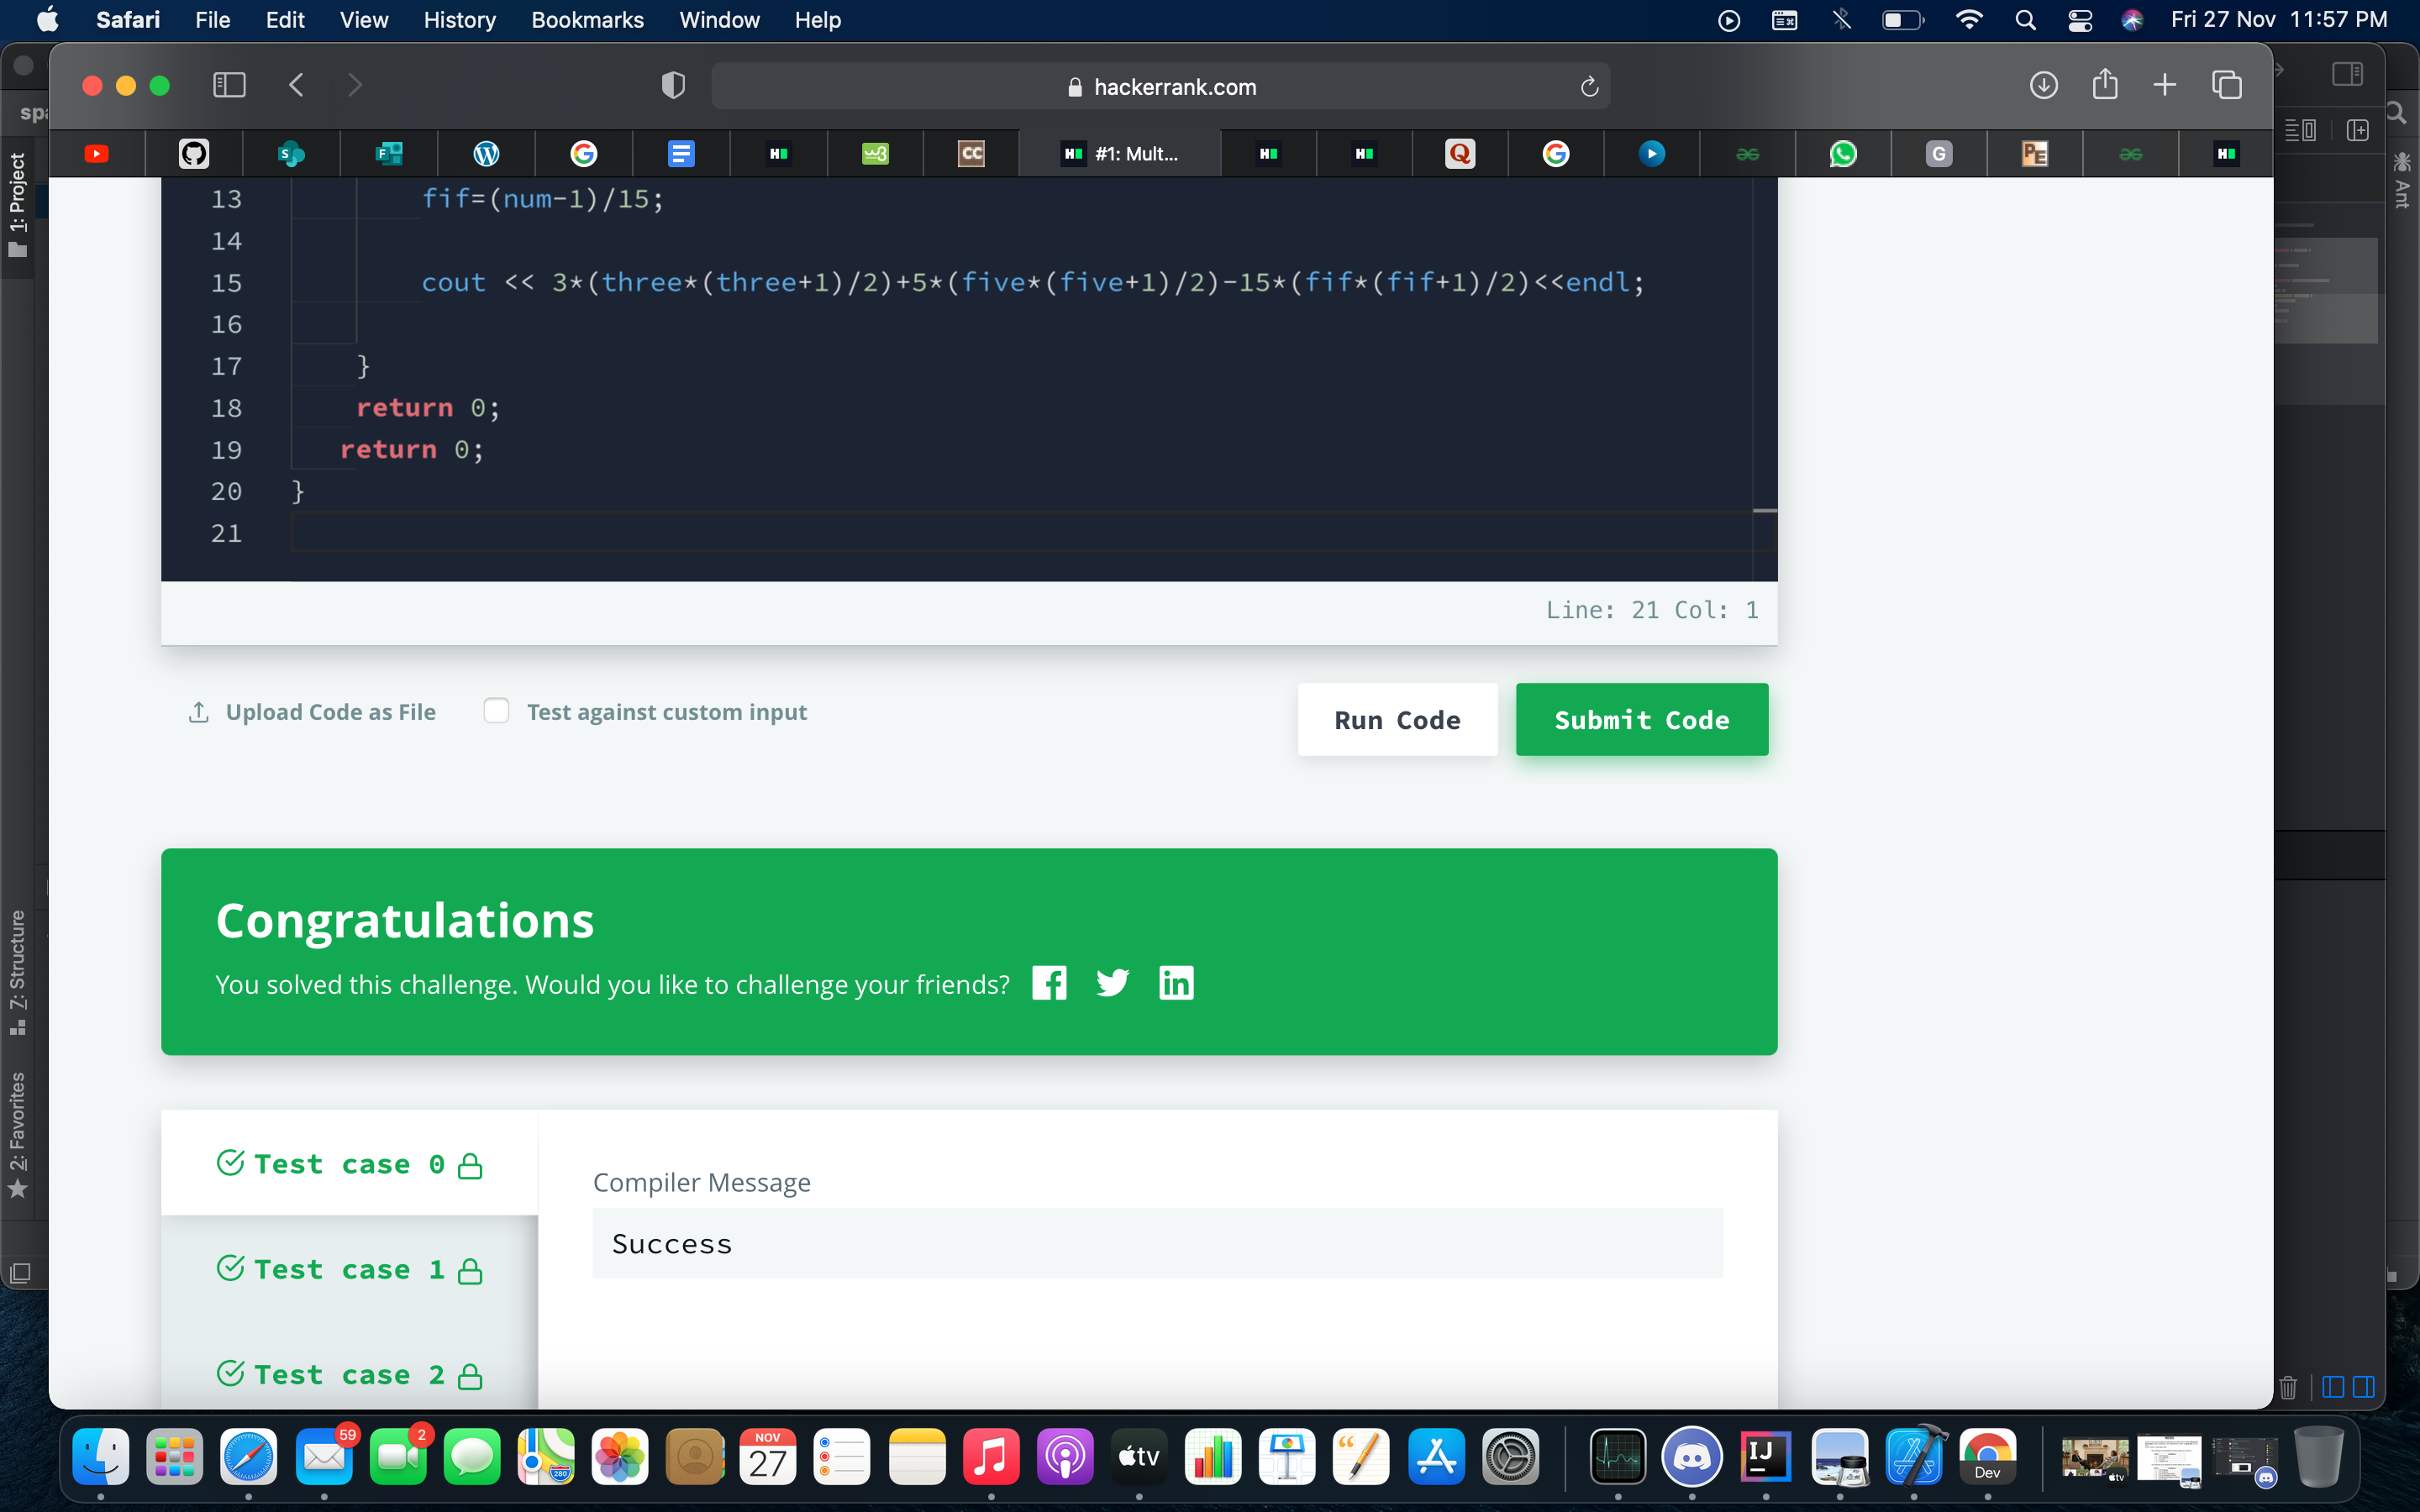 Safari File Edit View History Bookmarks Window Help Fri 27 Nov 11:57 PM
hackerrank.com
#1: Mult...
1: Project
7: Structure
2: Favorites
Ant
13 fif=(num-1)/15;
14
15 cout << 3*(three*(three+1)/2)+5*(five*(five+1)/2)-15*(fif*(fif+1)/2)<<endl;
16
17 }
18 return 0;
19 return 0;
20 }
21
Line: 21 Col: 1
Upload Code as File Test against custom input Run Code Submit Code
Congratulations
You solved this challenge. Would you like to challenge your friends?
Test case 0
Test case 1
Test case 2
Compiler Message
Success
59
2
NOV
27
280
tv
IJ
Dev